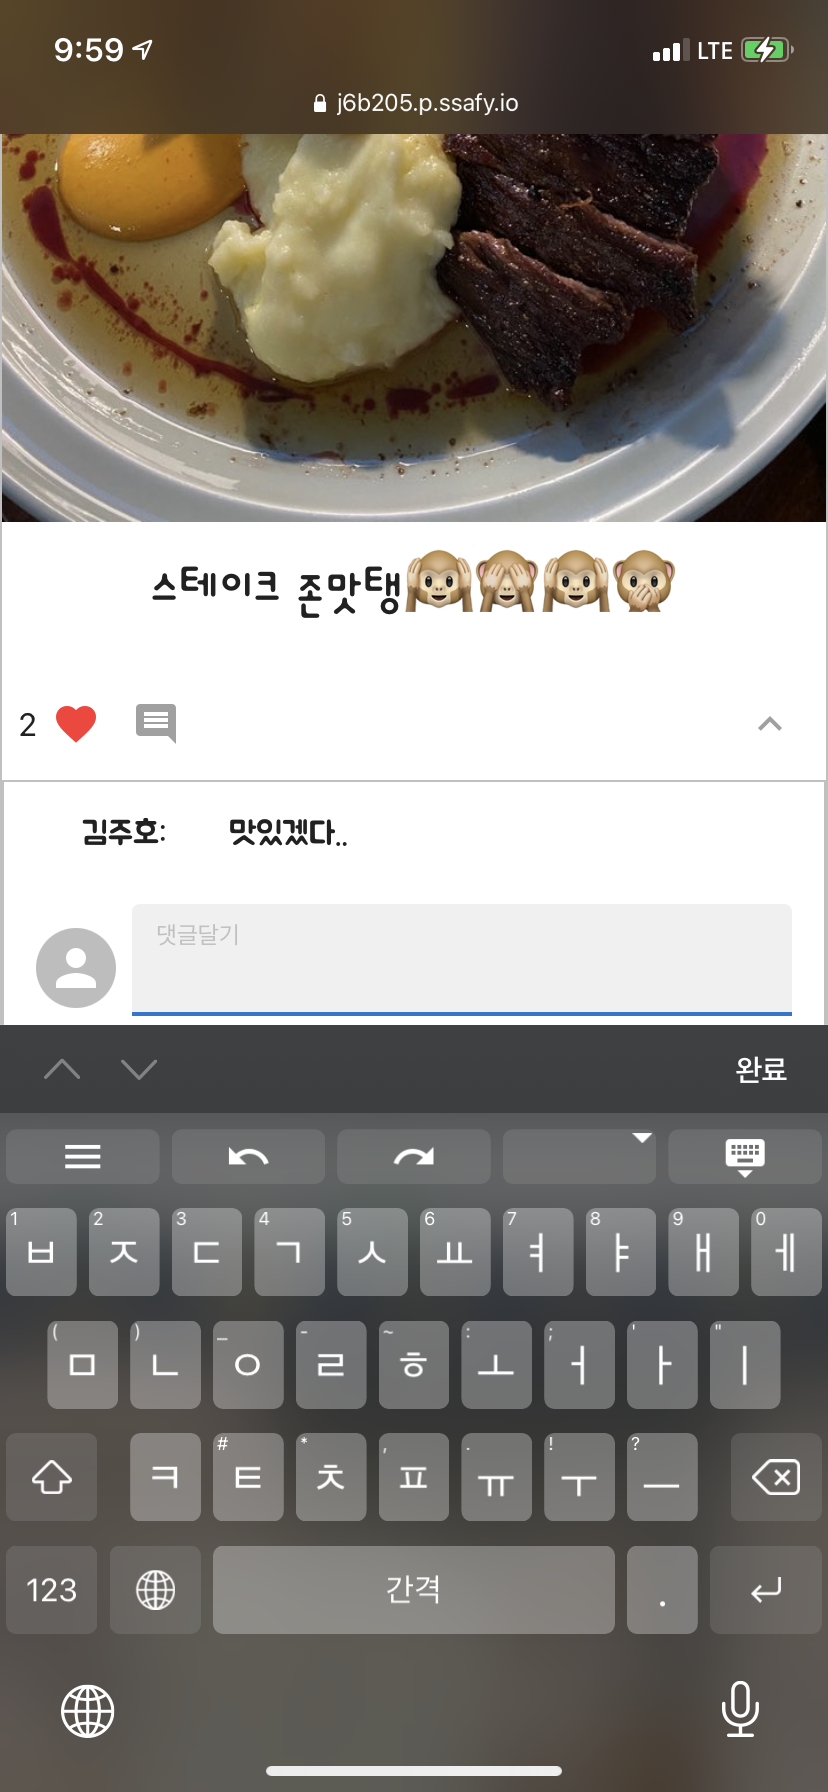 9:59 LTE
j6b205.p.ssafy.io
스테이크 존맛탱🙉🙈🙉🙊
2
김주호: 맛있겠다..
댓글달기
완료
1 2 3 4 5 6 7 8 9 0
ㅂ ㅈ ㄷ ㄱ ㅅ ㅛ ㅕ ㅑ ㅐ ㅔ
( ) _ - ~ : ; ' "
ㅁ ㄴ ㅇ ㄹ ㅎ ㅗ ㅓ ㅏ ㅣ
# * , . ! ?
ㅋ ㅌ ㅊ ㅍ ㅠ ㅜ ㅡ
123 간격 .